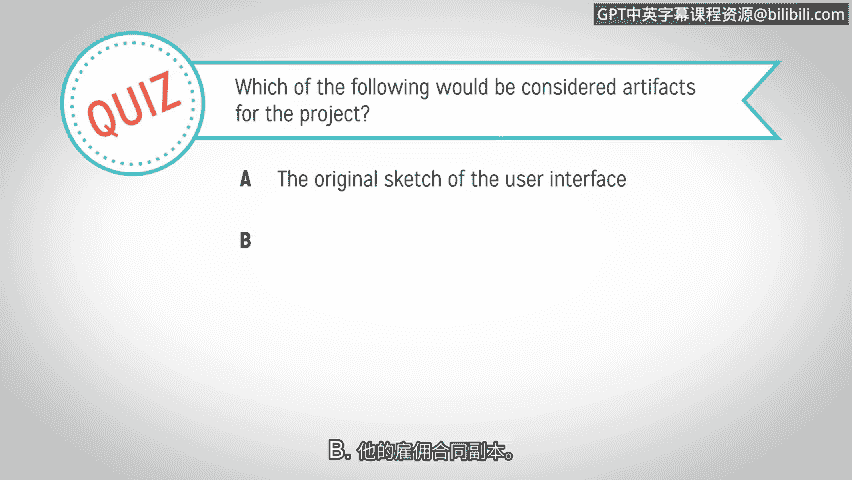 GPT中英字幕课程资源@bilibili.com
QUIZ
Which of the following would be considered artifacts
for the project?
A The original sketch of the user interface
B
B. 他的雇佣合同副本。